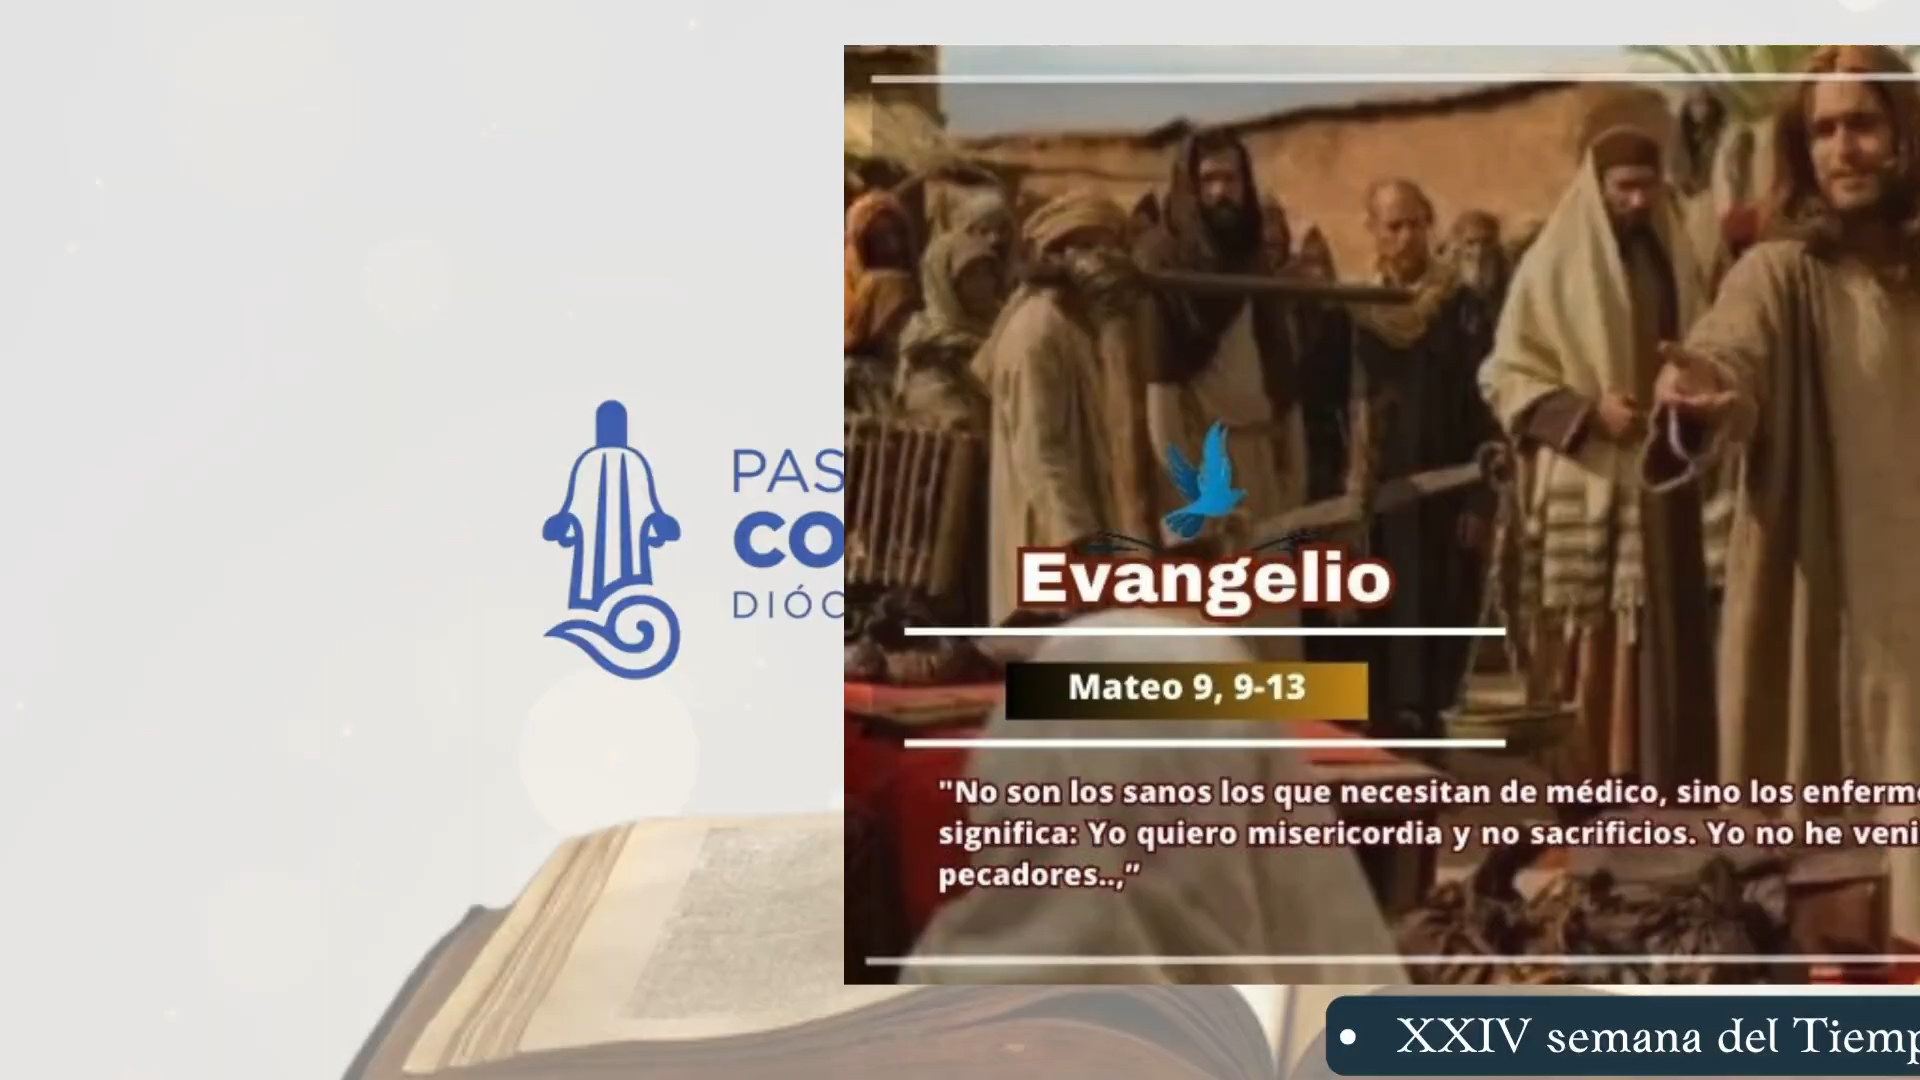 PAS
CO
DIÓC
Evangelio
Mateo 9, 9-13
"No son los sanos los que necesitan de médico, sino los enferm
significa: Yo quiero misericordia y no sacrificios. Yo no he veni
pecadores..,”
• XXIV semana del Tiemp